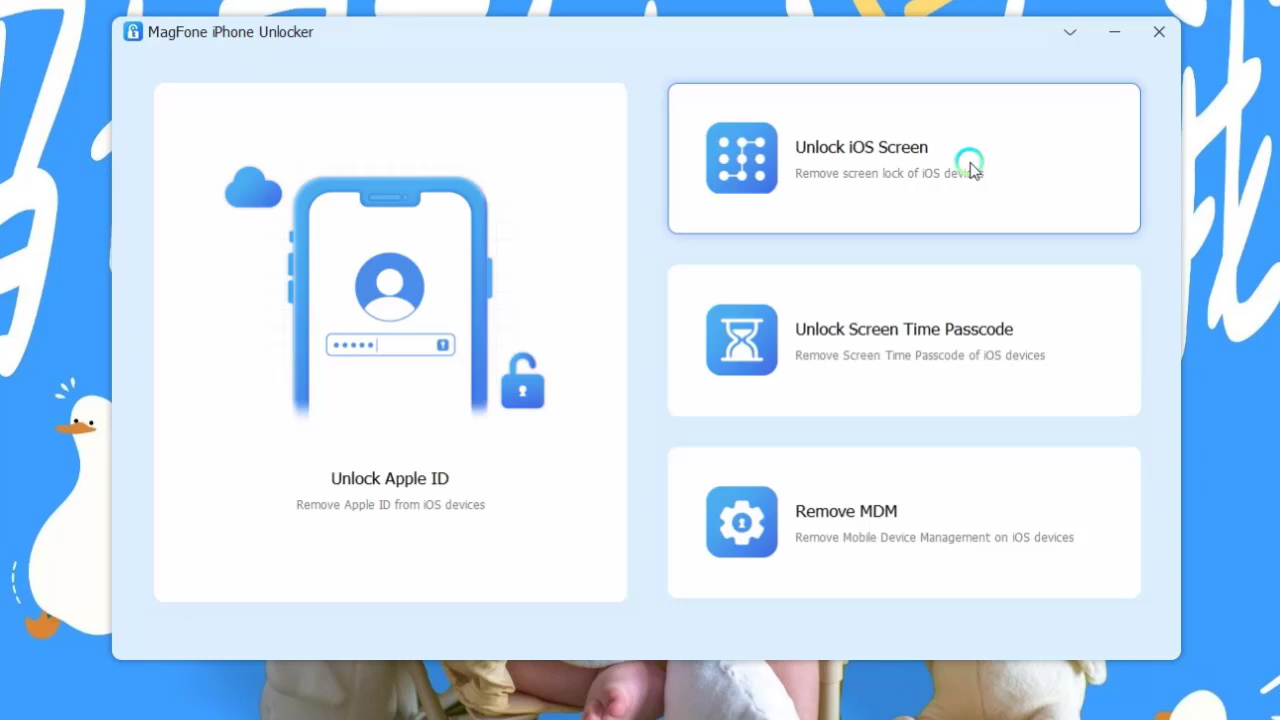 MagFone iPhone Unlocker
Unlock iOS Screen
Remove screen lock of iOS
Unlock Screen Time Passcode
Remove Screen Time Passcode of iOS devices
Unlock Apple ID
Remove Apple ID from iOS devices
Remove MDM
Remove Mobile Device Management on iOS devices